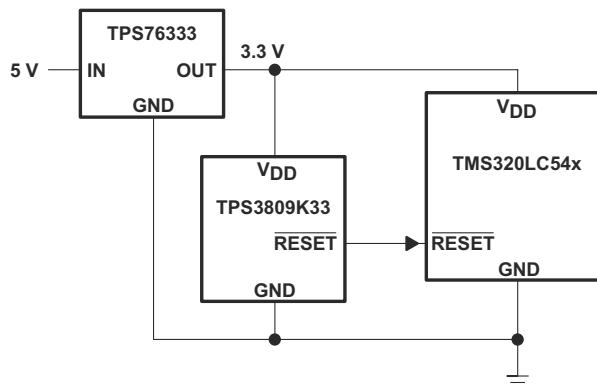 TPS76333
5 V
IN
OUT
GND
3.3 V
VDD
TPS3809K33
RESET
GND
VDD
TMS320LC54x
RESET
GND